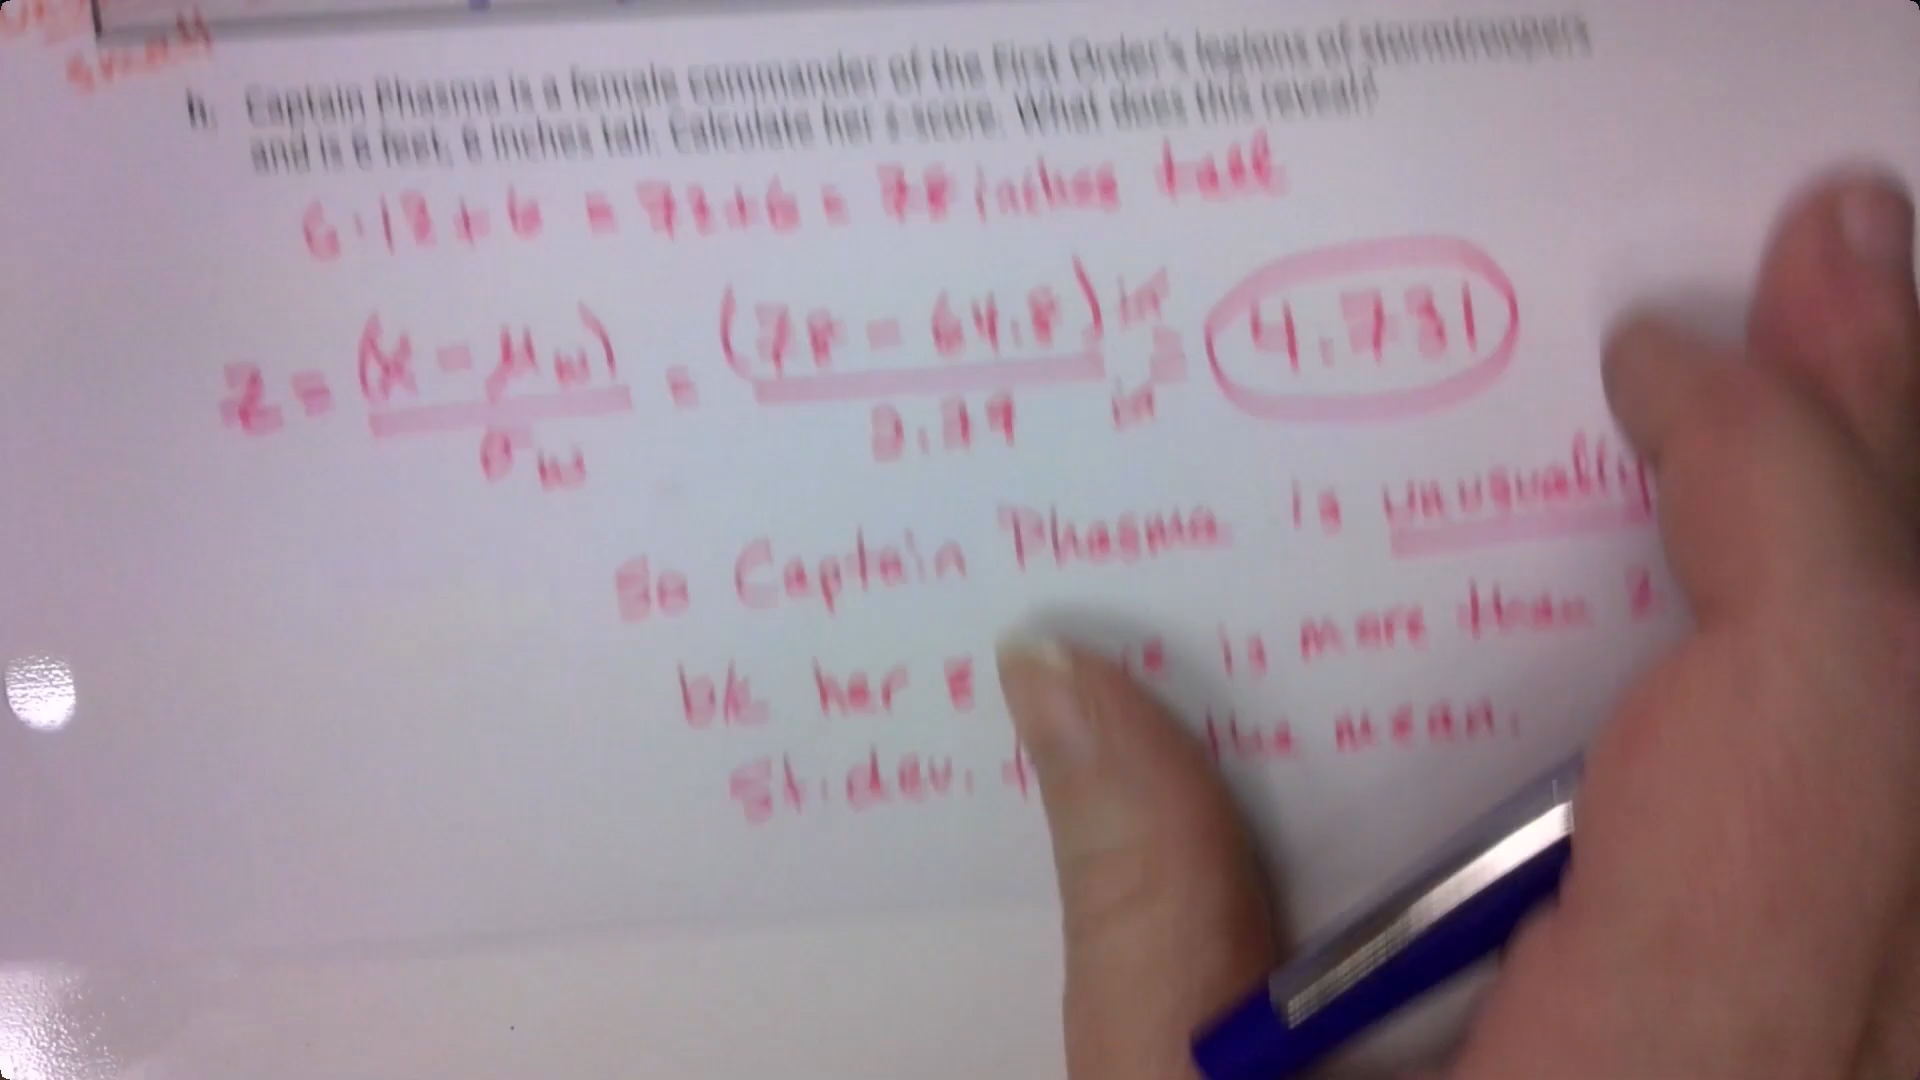 small
h. Captain Phasma is a female commander of the First Order's legions of stormtroopers
and is 6 feet, 6 inches tall. Calculate her z-score. What does this reveal?
6·12+6 = 72+6 = 78 inches tall
z = (x - μw) / σw = (78 - 64.8) in / 2.79 in = 4.731
So Captain Phasma is unusually
b/c her z is more than 2
st. dev. the mean.